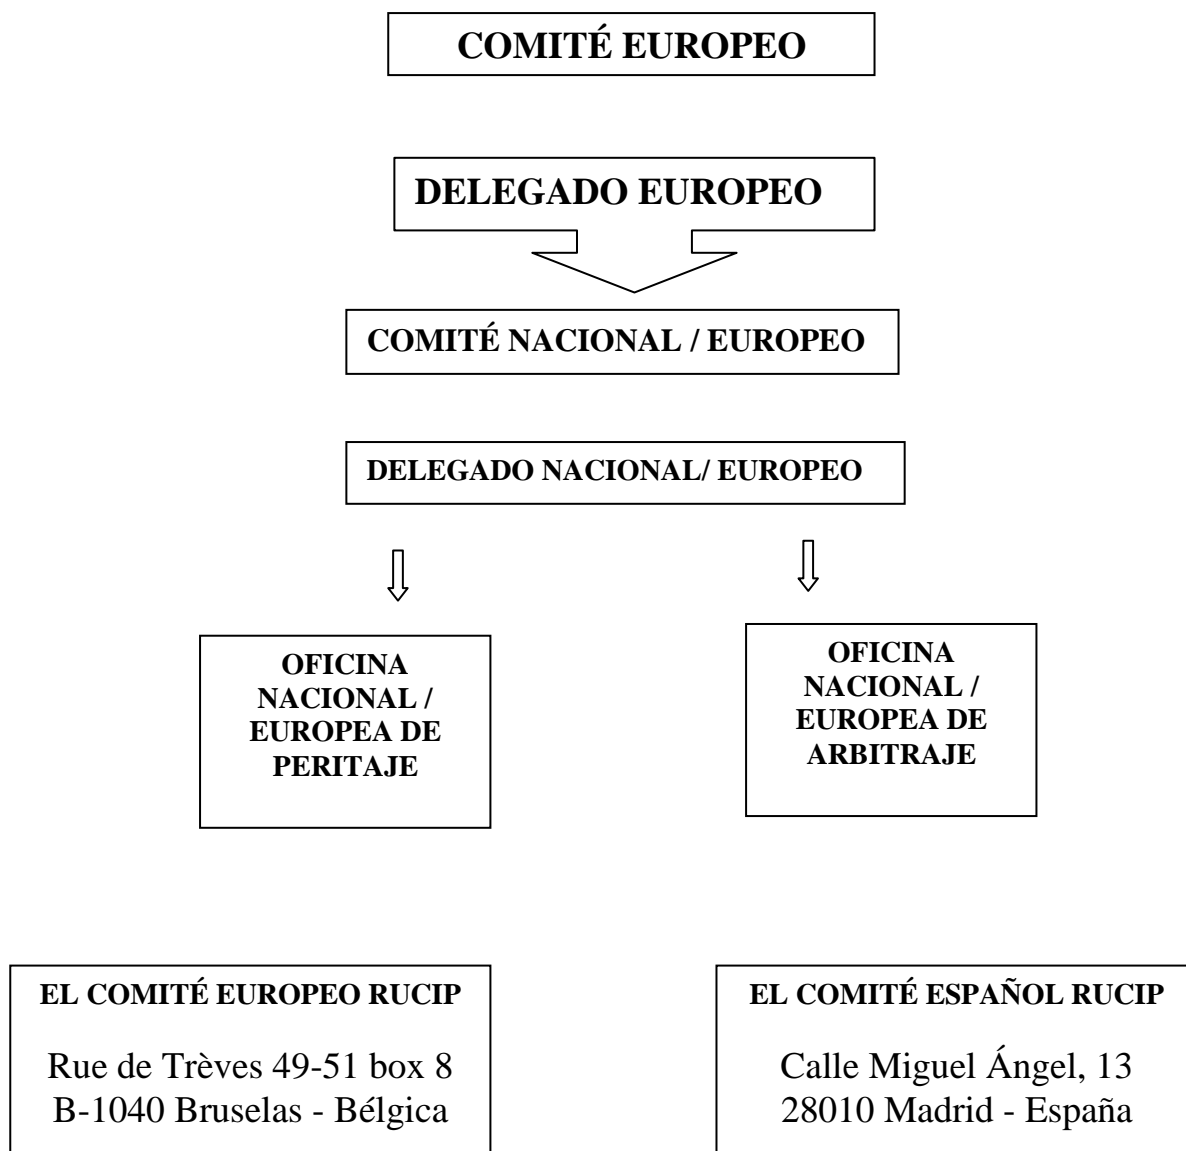 COMITÉ EUROPEO
DELEGADO EUROPEO
COMITÉ NACIONAL / EUROPEO
DELEGADO NACIONAL/ EUROPEO
OFICINA
NACIONAL /
EUROPEA DE
PERITAJE
OFICINA
NACIONAL /
EUROPEA DE
ARBITRAJE
EL COMITÉ EUROPEO RUCIP
Rue de Trèves 49-51 box 8
B-1040 Bruselas - Bélgica
EL COMITÉ ESPAÑOL RUCIP
Calle Miguel Ángel, 13
28010 Madrid - España